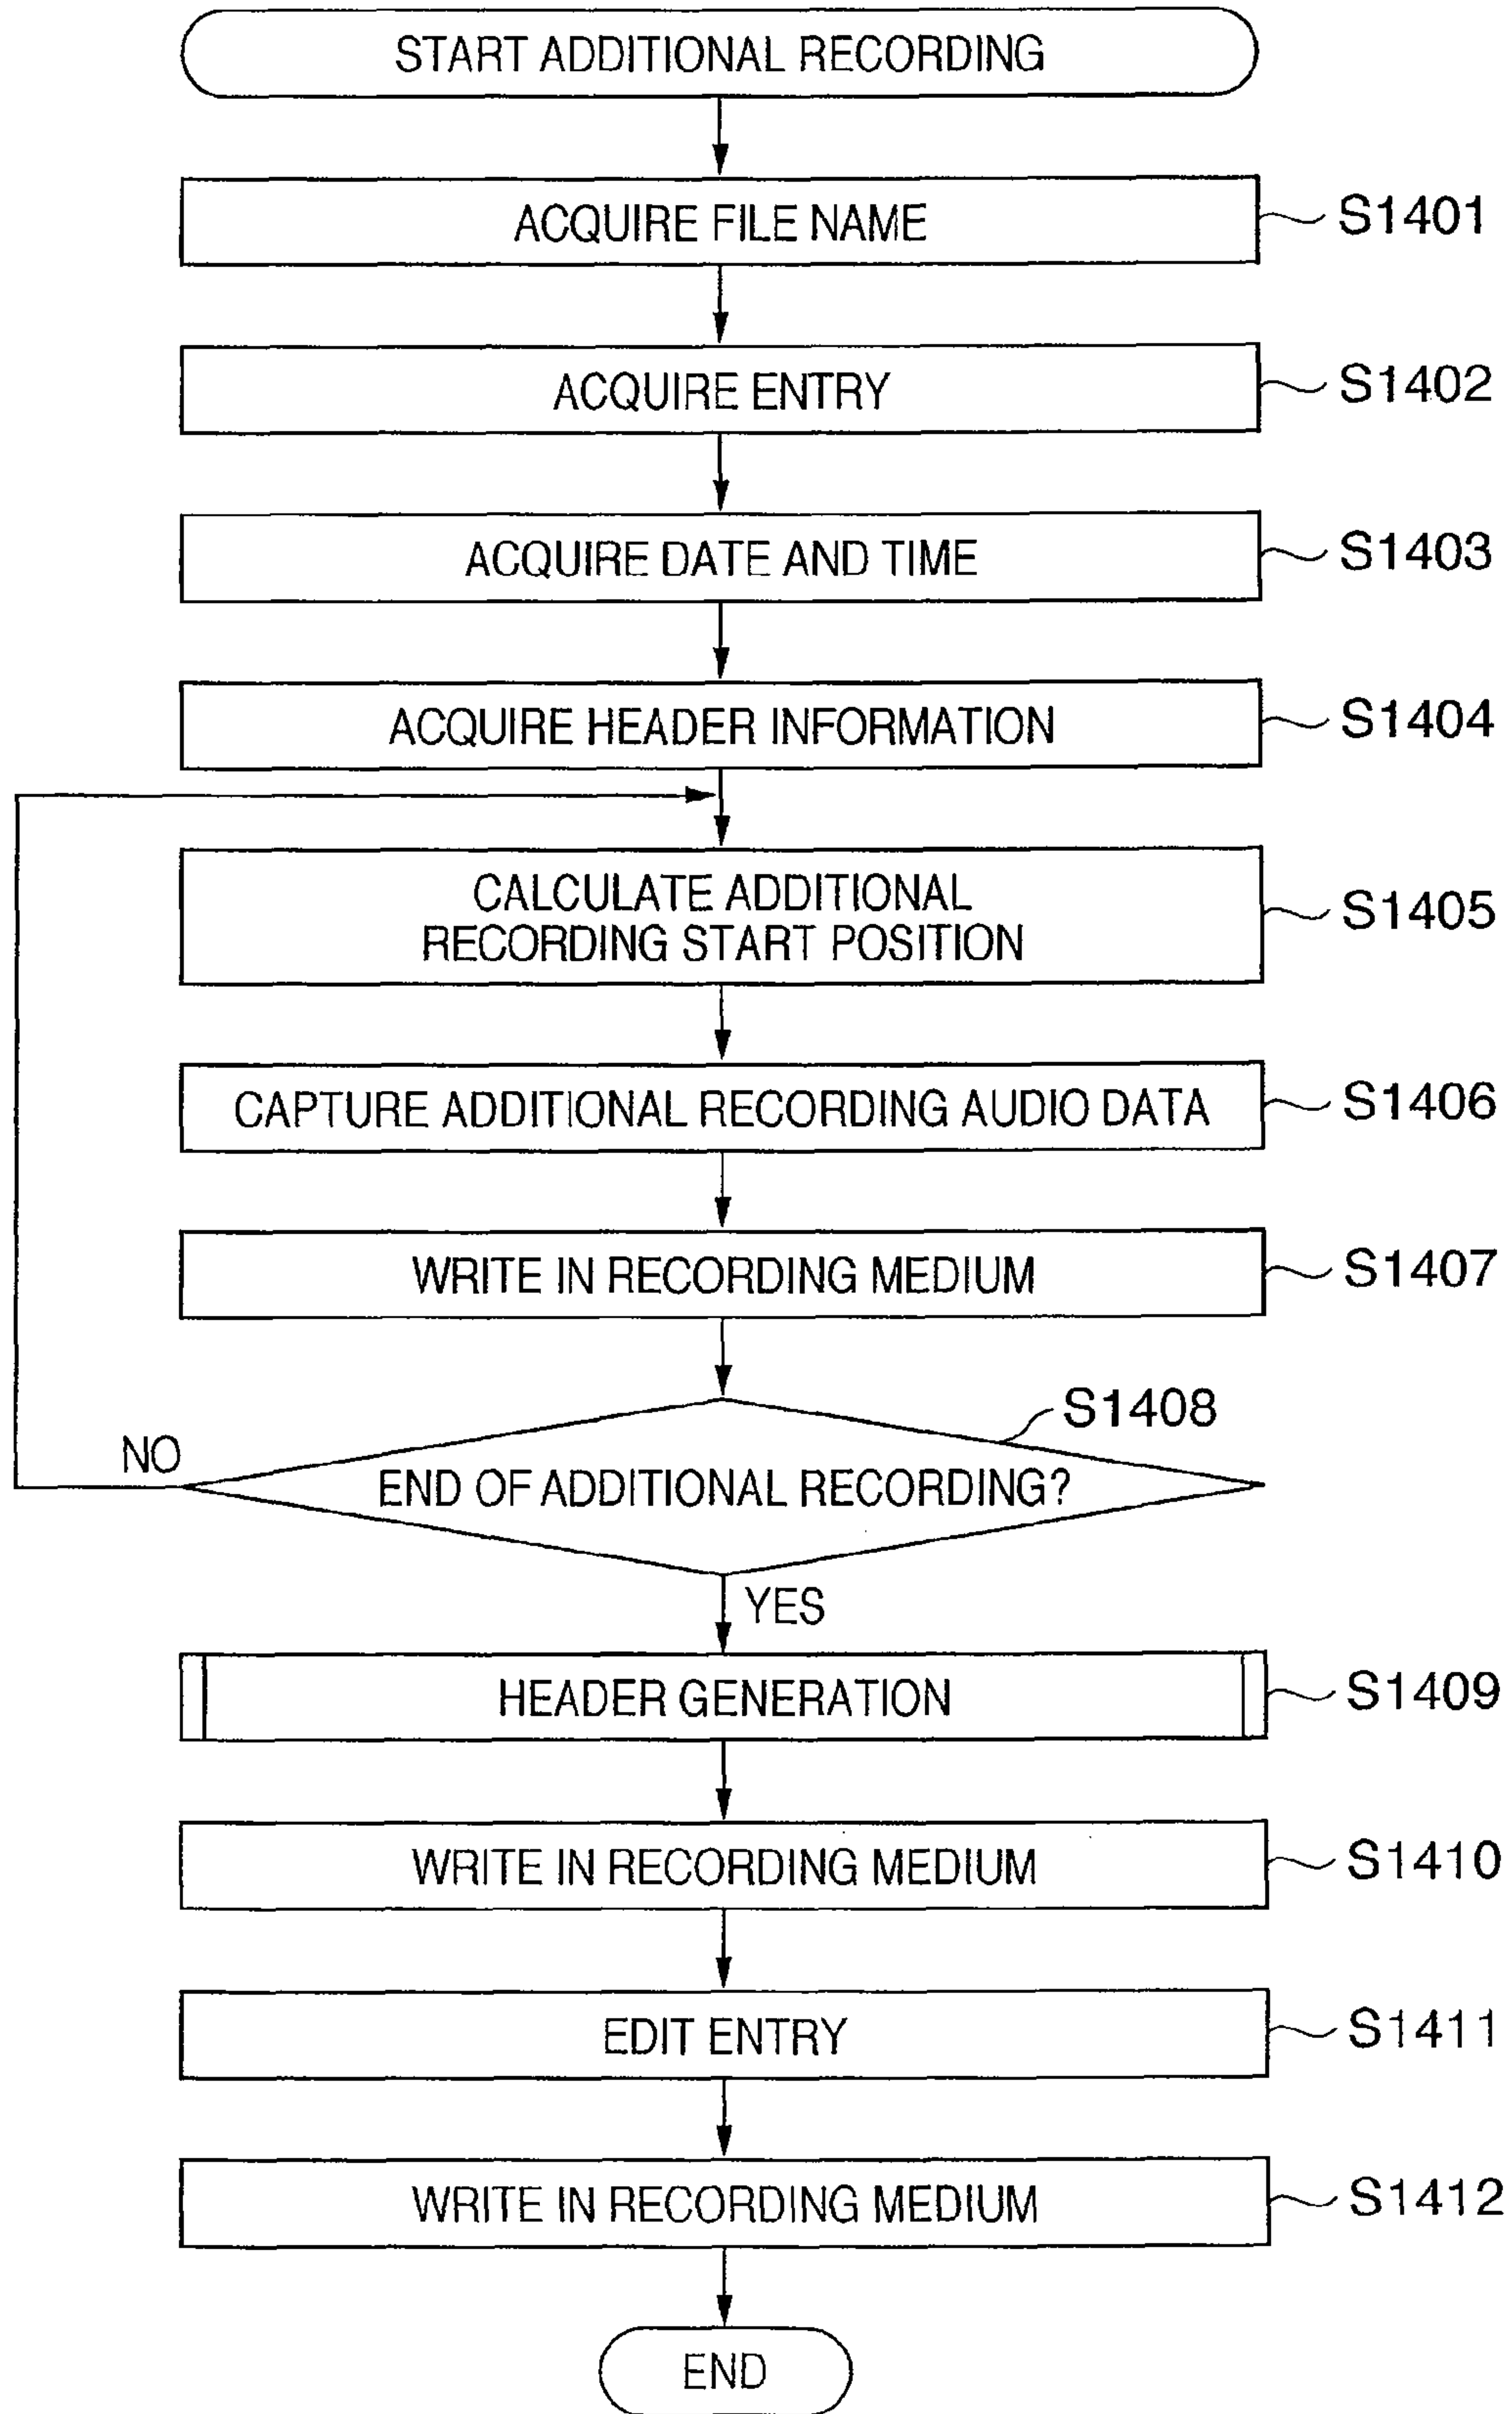 START ADDITIONAL RECORDING
ACQUIRE FILE NAME
S1401
ACQUIRE ENTRY
S1402
ACQUIRE DATE AND TIME
S1403
ACQUIRE HEADER INFORMATION
S1404
CALCULATE ADDITIONAL
RECORDING START POSITION
S1405
CAPTURE ADDITIONAL RECORDING AUDIO DATA
S1406
WRITE IN RECORDING MEDIUM
S1407
S1408
NO
END OF ADDITIONAL RECORDING?
YES
HEADER GENERATION
S1409
WRITE IN RECORDING MEDIUM
S1410
EDIT ENTRY
S1411
WRITE IN RECORDING MEDIUM
S1412
END